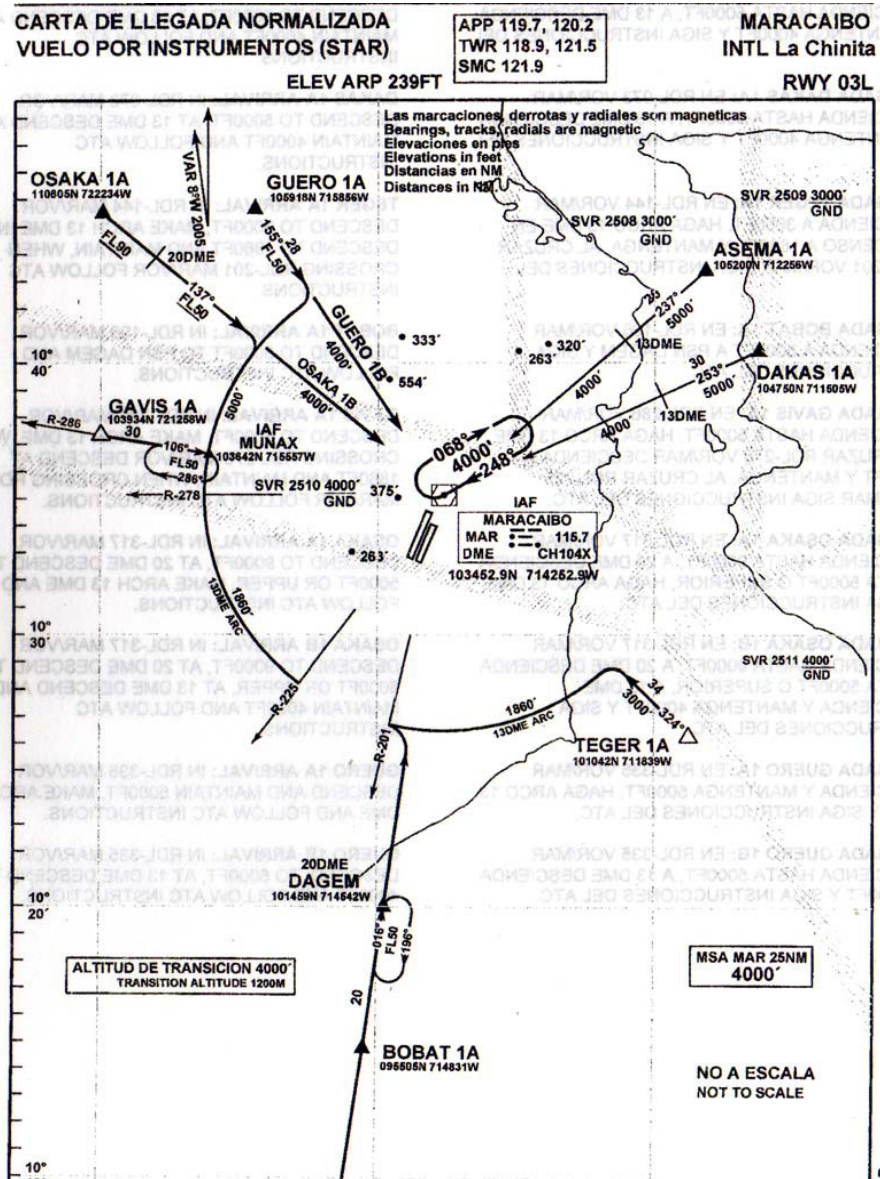 CARTA DE LLEGADA NORMALIZADA
VUELO POR INSTRUMENTOS (STAR)
APP 119.7, 120.2
TWR 118.9, 121.5
SMC 121.9
MARACAIBO
INTL La Chinita
ELEV ARP 239FT
RWY 03L
Las marcaciones, derrotas y radiales son magneticas
Bearings, tracks, radials are magnetic
Elevaciones en pies
Elevations in feet
Distancias en NM
Distances in NM
VAR 8°W 2005
OSAKA 1A
110805N 722234W
FL90
20DME
137°
FL50
GUERO 1A
105918N 715856W
28
155°
FL50
GUERO 1B
4000'
OSAKA 1B
4000'
5000'
SVR 2509 3000'
GND
SVR 2508 3000'
GND
ASEMA 1A
105200N 712256W
237°
5000'
13DME
4000'
333'
320'
263'
554'
DAKAS 1A
104750N 711505W
30
253°
5000'
13DME
4000'
10°
40'
GAVIS 1A
103934N 721258W
R-286
30
106°
FL50
286°
R-278
IAF
MUNAX
103642N 715557W
068°
4000'
248°
SVR 2510 4000'
GND
375'
263'
IAF
MARACAIBO
MAR 115.7
DME CH104X
103452.9N 714252.9W
1860'
13DME ARC
10°
30'
R-225
R-201
1860'
13DME ARC
SVR 2511 4000'
GND
34
324°
3000'
TEGER 1A
101042N 711839W
20DME
DAGEM
101459N 714542W
10°
20'
016°
FL50
196°
20
ALTITUD DE TRANSICION 4000'
TRANSITION ALTITUDE 1200M
MSA MAR 25NM
4000'
BOBAT 1A
095505N 714831W
NO A ESCALA
NOT TO SCALE
10°